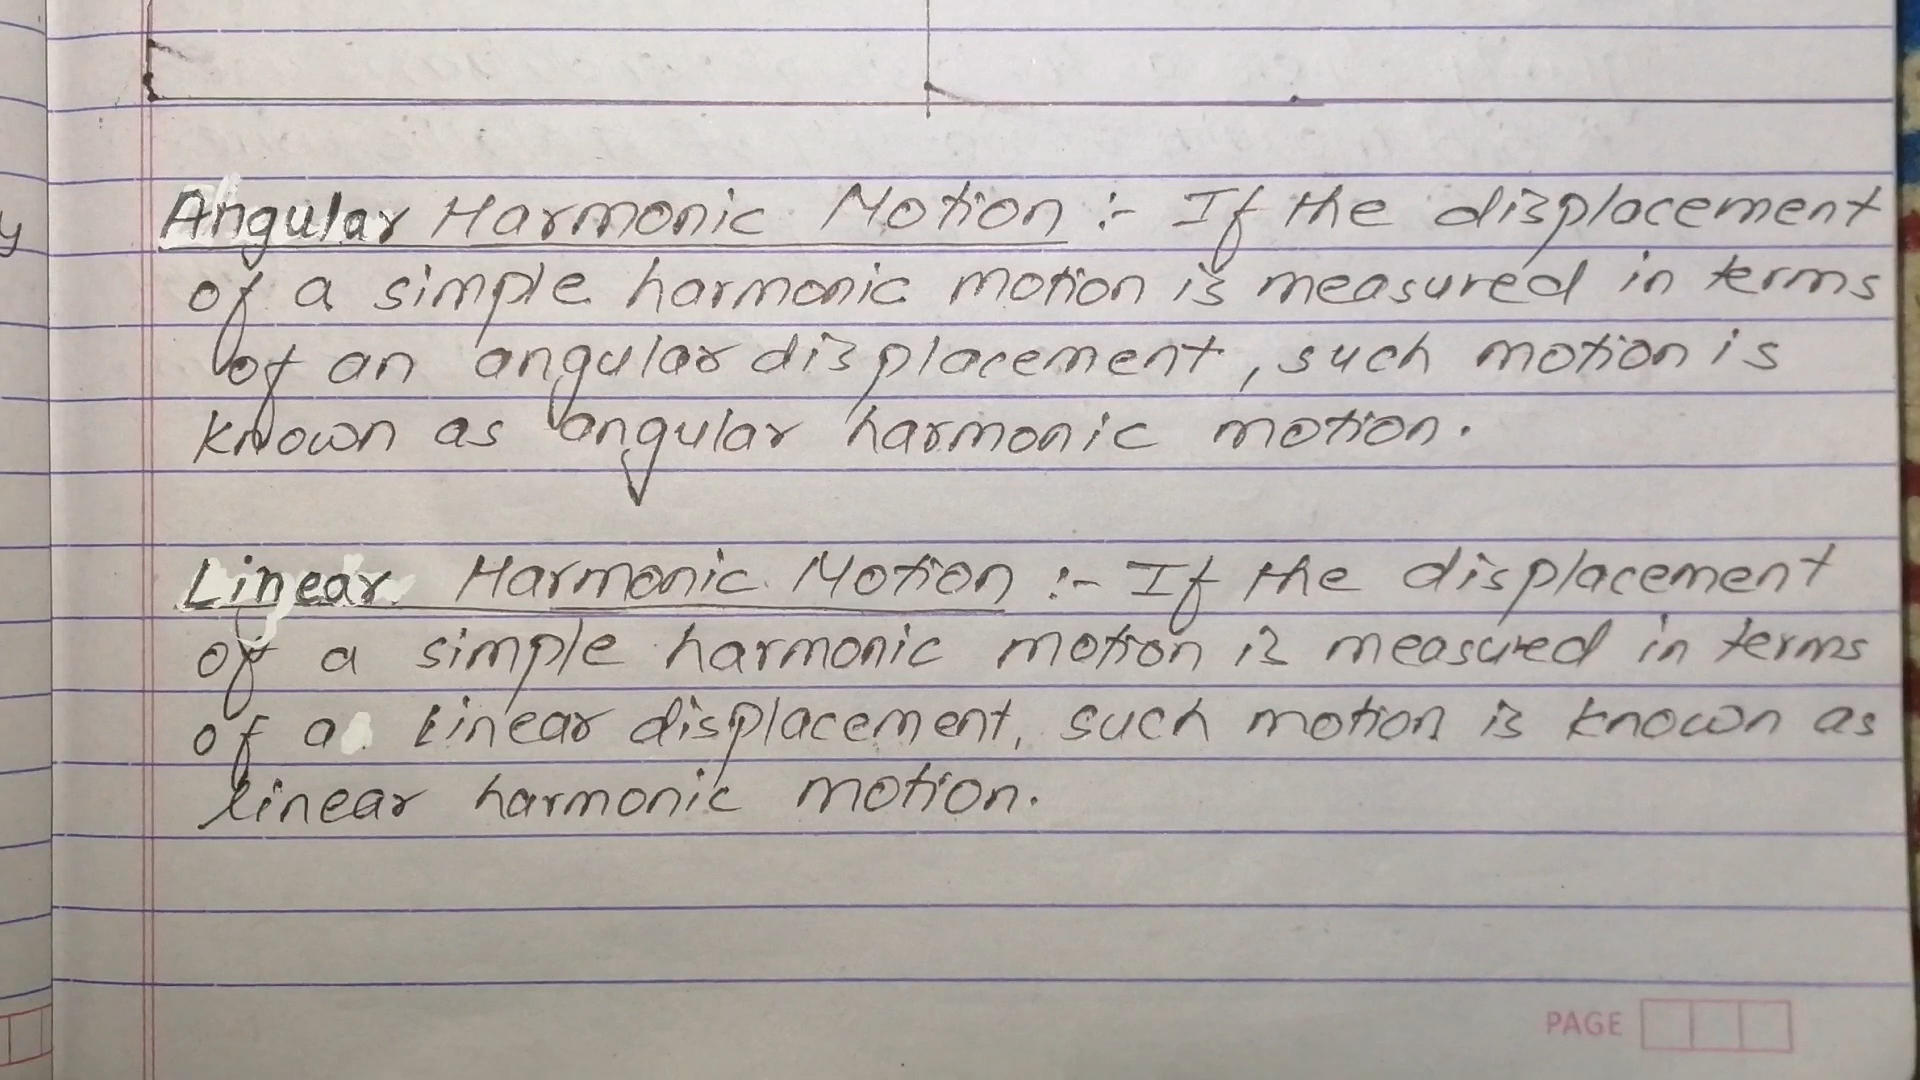 Angular Harmonic Motion :- If the displacement
of a simple harmonic motion is measured in terms
of an angular displacement, such motion is
known as angular harmonic motion.
Linear Harmonic Motion :- If the displacement
of a simple harmonic motion is measured in terms
of a linear displacement, such motion is known as
linear harmonic motion.
y
PAGE